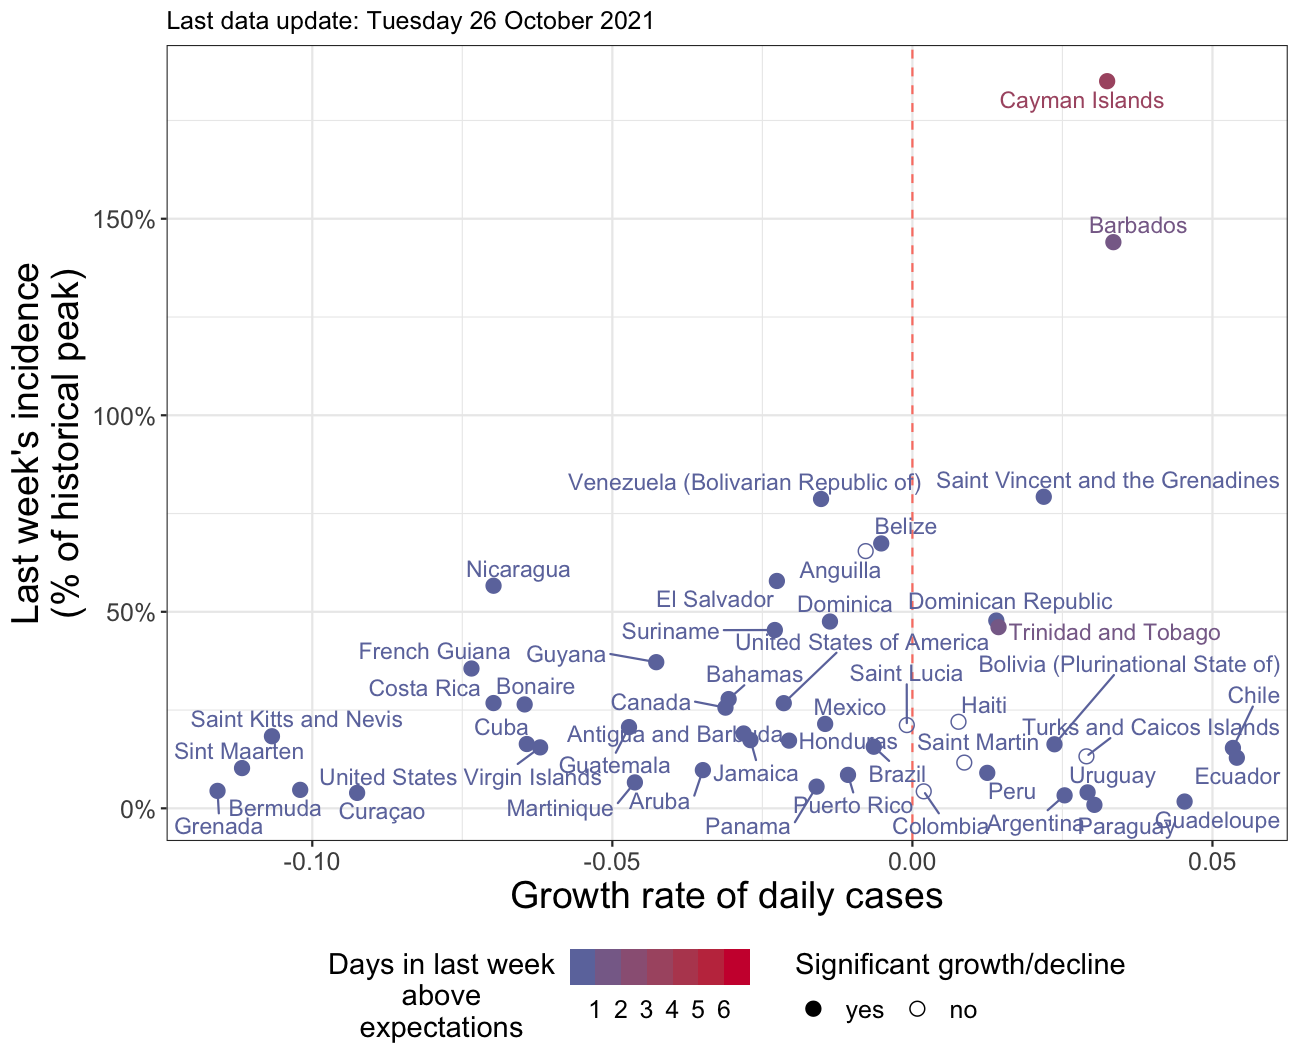 Last data update: Tuesday 26 October 2021
Last week's incidence
(% of historical peak)
150%
100%
50%
0%
Cayman Islands
Barbados
Venezuela (Bolivarian Republic of)
Saint Vincent and the Grenadines
Belize
Nicaragua
Anguilla
El Salvador
Dominica
Dominican Republic
Suriname
United States of America
Trinidad and Tobago
French Guiana
Guyana
Saint Lucia
Bolivia (Plurinational State of)
Costa Rica
Bonaire
Bahamas
Canada
Mexico
Haiti
Chile
Saint Kitts and Nevis
Cuba
Antigua and Barbuda
Honduras
Saint Martin
Turks and Caicos Islands
Sint Maarten
United States Virgin Islands
Guatemala
Jamaica
Brazil
Uruguay
Ecuador
Grenada
Bermuda
Curaçao
Martinique
Aruba
Panama
Puerto Rico
Colombia
Peru
Argentina
Paraguay
Guadeloupe
-0.10
-0.05
0.00
0.05
Growth rate of daily cases
Days in last week
above
expectations
1 2 3 4 5 6
Significant growth/decline
yes
no